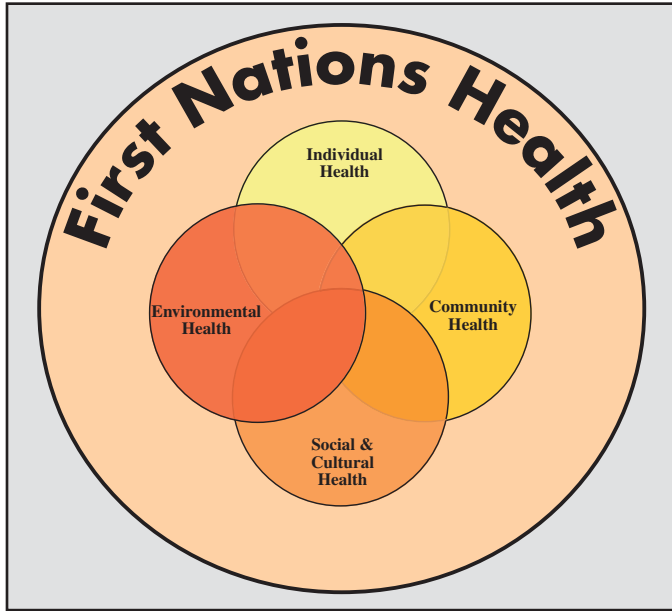 First Nations Health
Individual
Health
Environmental
Health
Community
Health
Social &
Cultural
Health